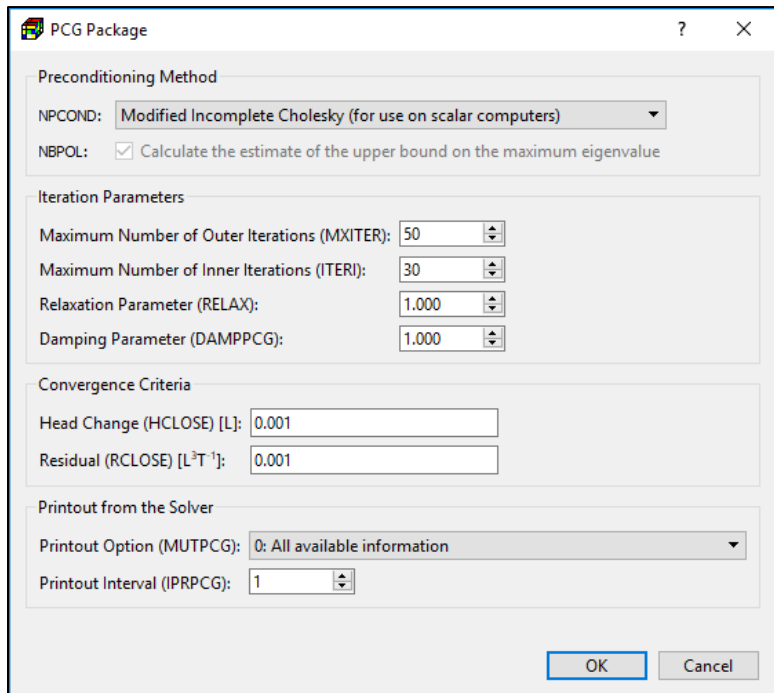 PCG Package
?
Preconditioning Method
NPCOND: Modified Incomplete Cholesky (for use on scalar computers)
NBPOL: Calculate the estimate of the upper bound on the maximum eigenvalue
Iteration Parameters
Maximum Number of Outer Iterations (MXITER): 50
Maximum Number of Inner Iterations (ITERI): 30
Relaxation Parameter (RELAX): 1.000
Damping Parameter (DAMPPCG): 1.000
Convergence Criteria
Head Change (HCLOSE) [L]: 0.001
Residual (RCLOSE) [L³T⁻¹]: 0.001
Printout from the Solver
Printout Option (MUTPCG): 0: All available information
Printout Interval (IPRPCG): 1
OK Cancel